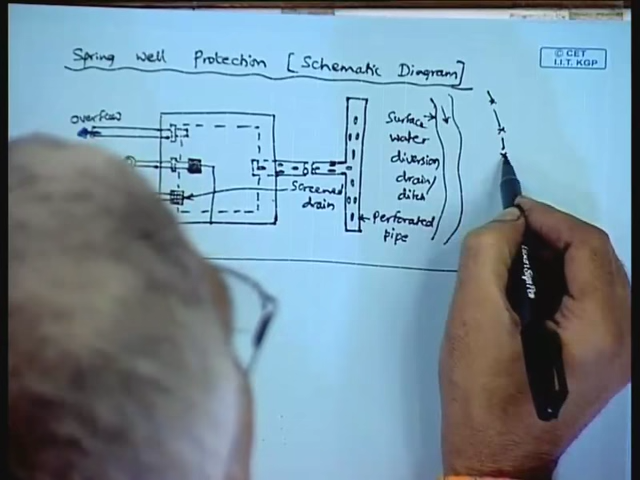 Spring well Protection [Schematic Diagram]
© CET
I.I.T. KGP
overflow
Surface
water
diversion
drain/
ditch
Screened
drain
Perforated
pipe